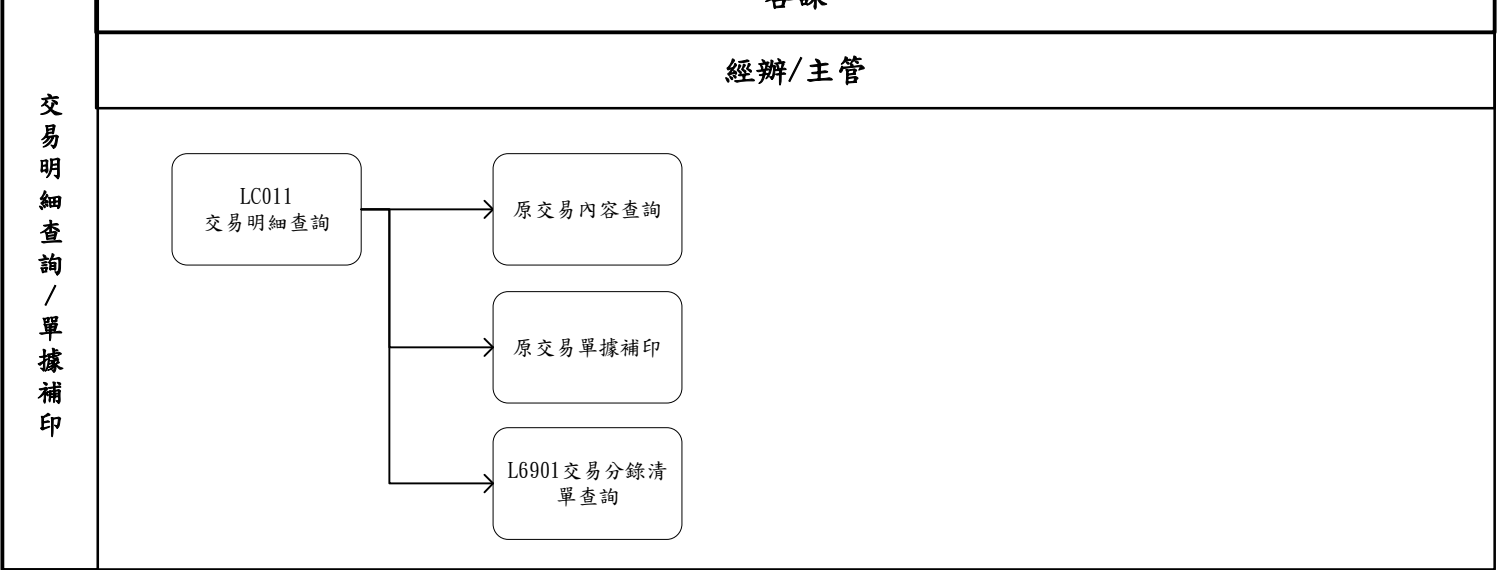 各課
經辦/主管
交易明細查詢/單據補印
LC011
交易明細查詢
原交易內容查詢
原交易單據補印
L6901交易分錄清
單查詢